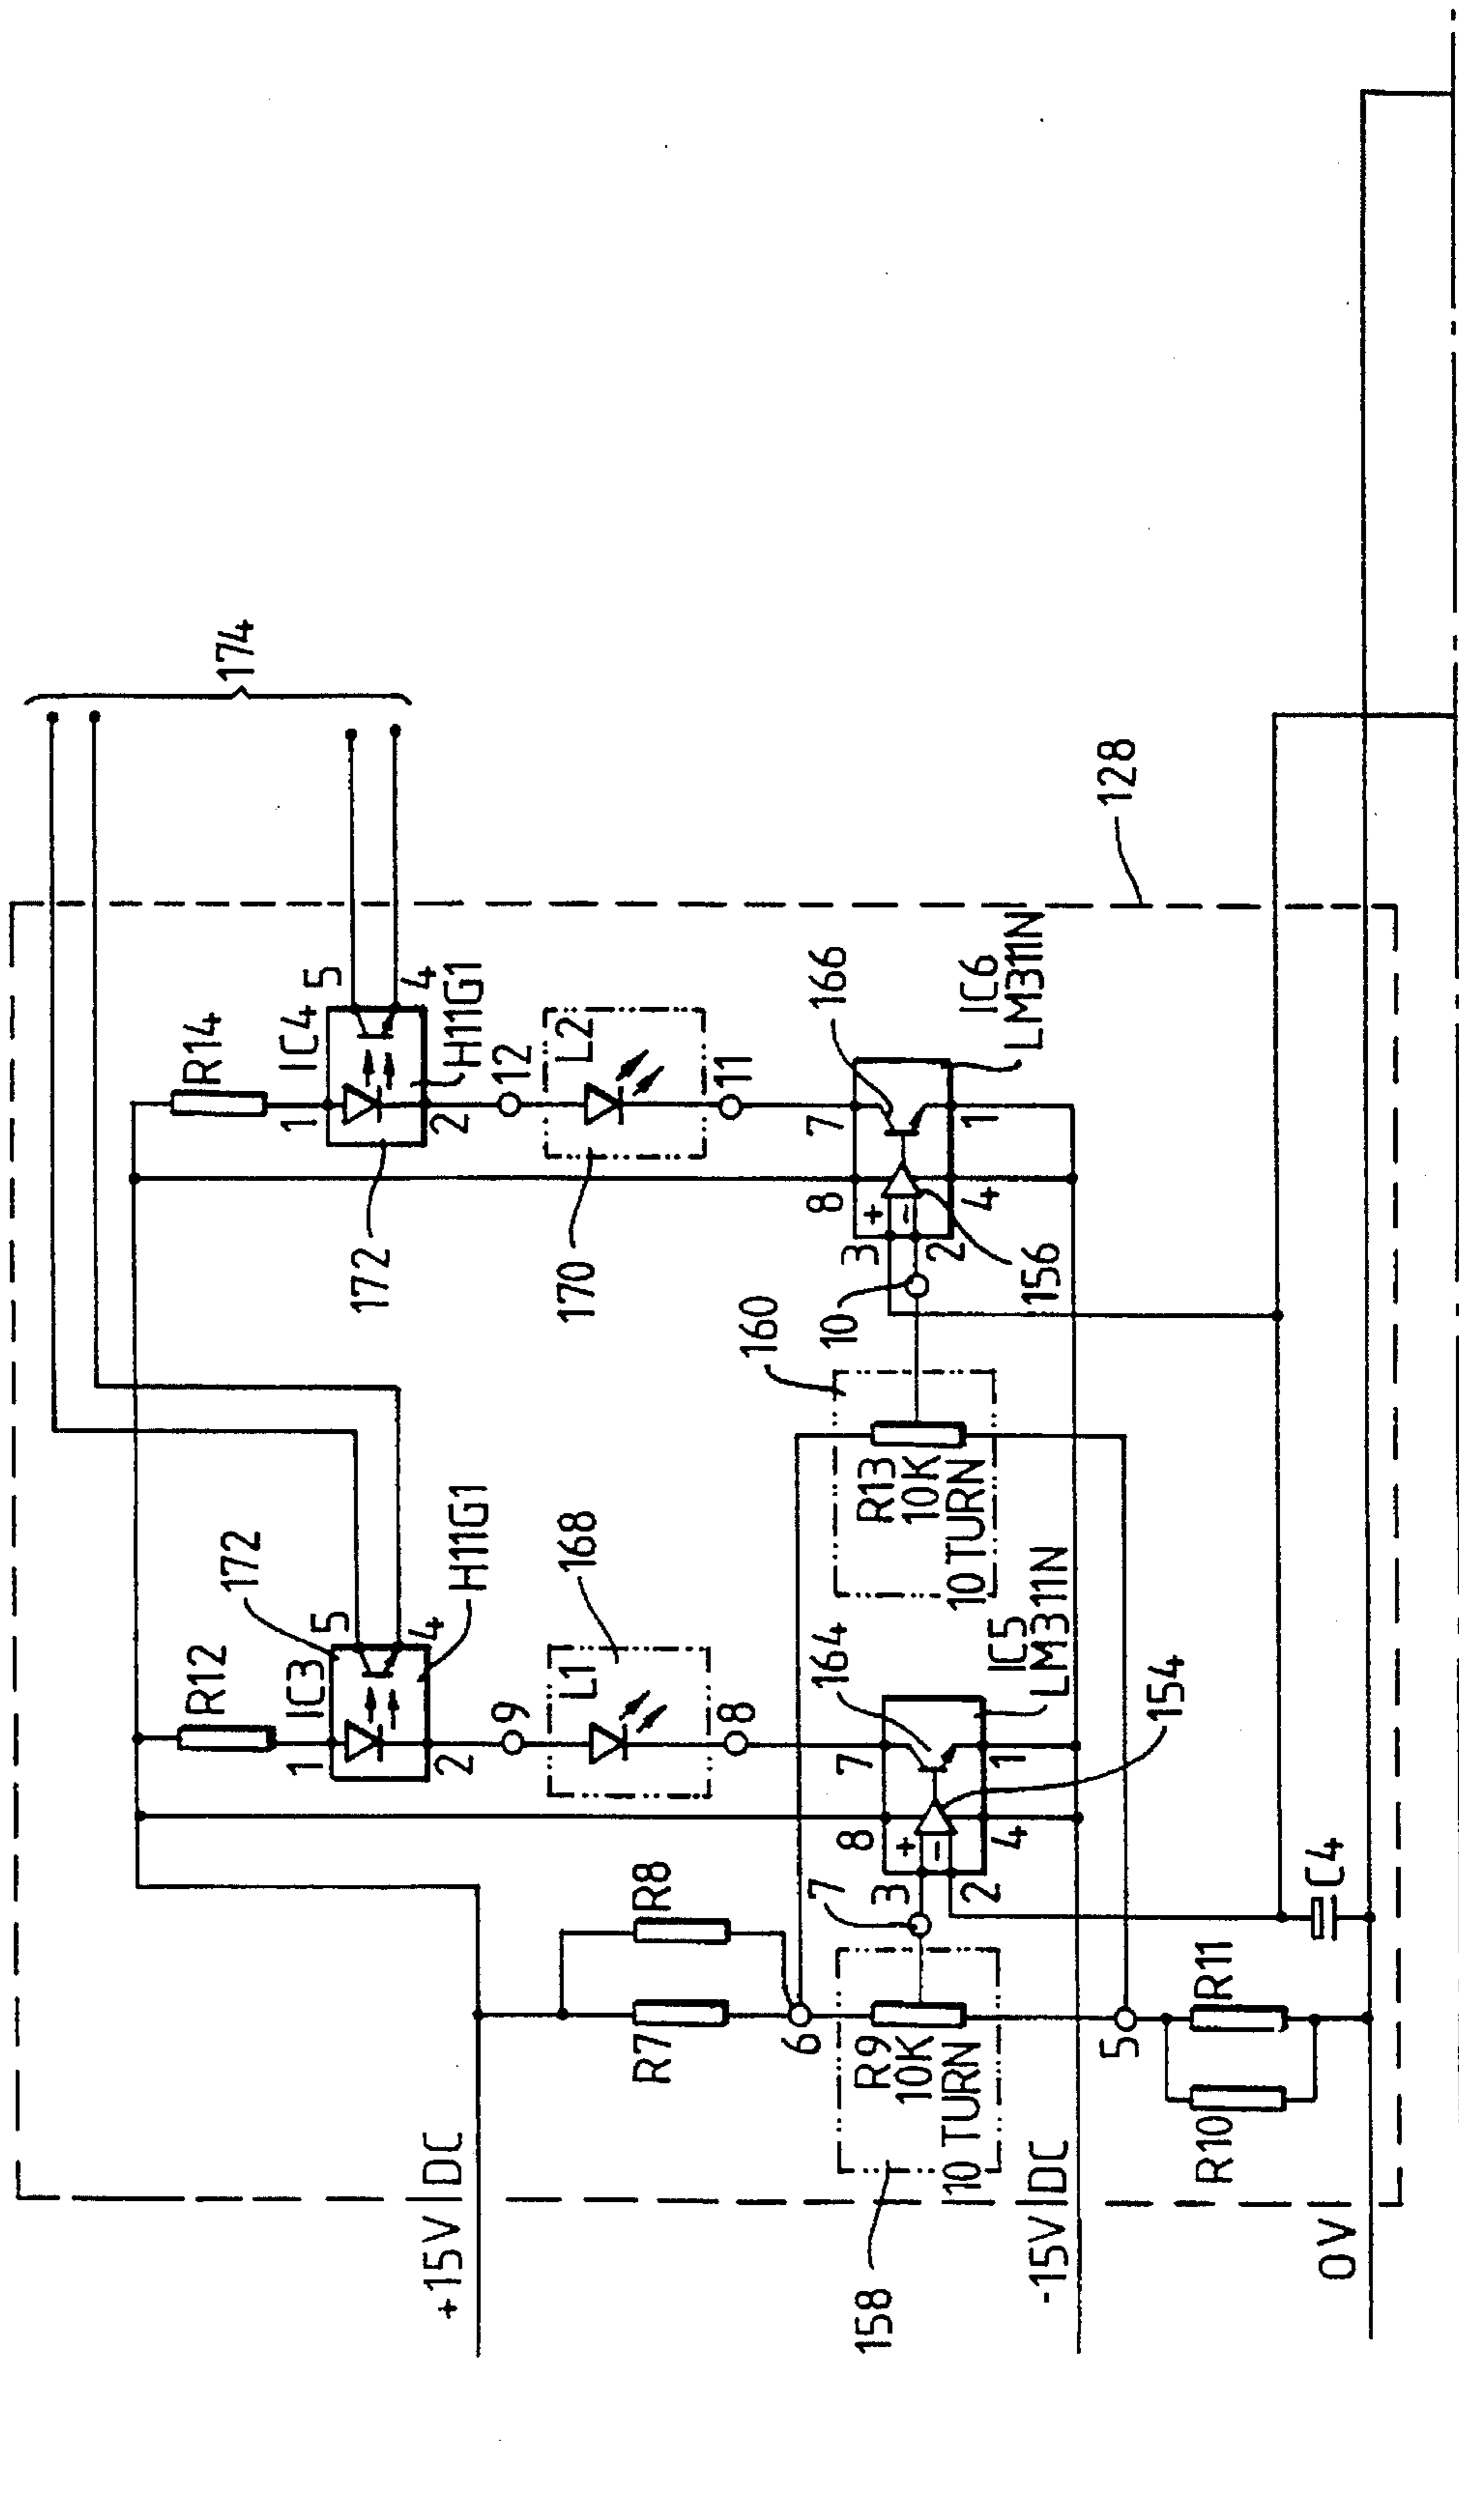 174
R14
IC4
5
1
4
H11G1
2
12
172
L2
170
11
166
7
8
IC6
LM311N
1
+
−
4
3
2
10
156
160
128
172
R12
IC3
5
1
4
H11G1
2
9
168
L1
8
R13
10K
10 TURN
164
IC5
LM311N
7
8
1
+
−
4
154
3
2
7
R8
R7
6
R9
10K
10 TURN
158
5
R11
R10
C4
+15V DC
-15V DC
0V